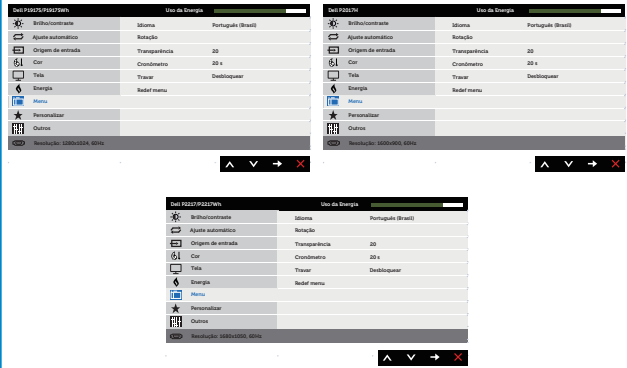 Dell P1917S/P1917SWh Uso da Energia
Brilho/contraste Idioma Português (Brasil)
Ajuste automático Rotação
Origem de entrada Transparência 20
Cor Cronômetro 20 s
Tela Travar Desbloquear
Energia Redef menu
Menu
Personalizar
Outros
Resolução: 1280x1024, 60Hz
Dell P2017H Uso da Energia
Brilho/contraste Idioma Português (Brasil)
Ajuste automático Rotação
Origem de entrada Transparência 20
Cor Cronômetro 20 s
Tela Travar Desbloquear
Energia Redef menu
Menu
Personalizar
Outros
Resolução: 1600x900, 60Hz
Dell P2217/P2217Wh Uso da Energia
Brilho/contraste Idioma Português (Brasil)
Ajuste automático Rotação
Origem de entrada Transparência 20
Cor Cronômetro 20 s
Tela Travar Desbloquear
Energia Redef menu
Menu
Personalizar
Outros
Resolução: 1680x1050, 60Hz